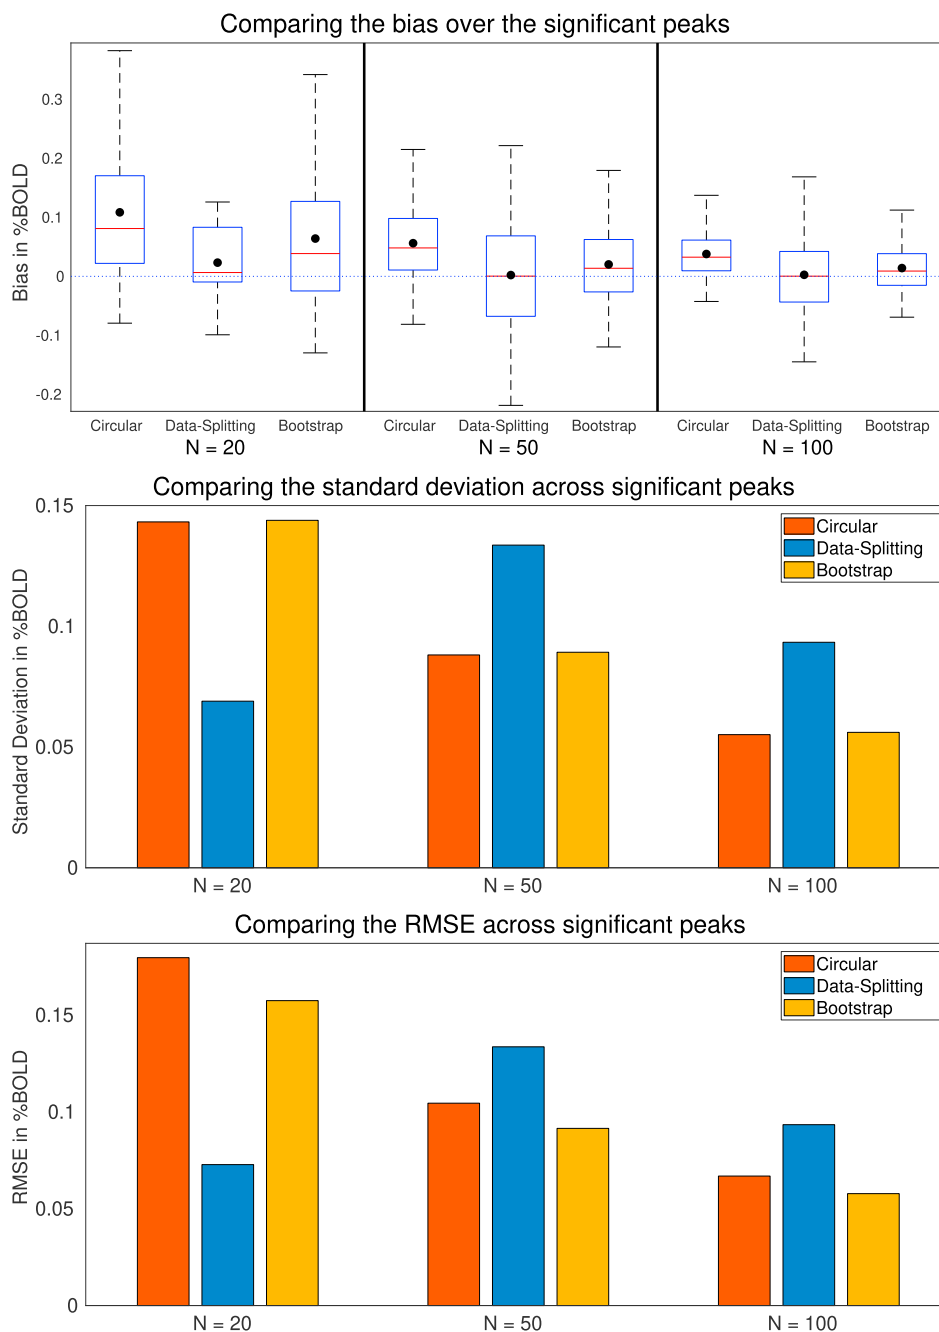 Comparing the bias over the significant peaks
Bias in %BOLD
0.3
0.2
0.1
0
-0.1
-0.2
Circular Data-Splitting Bootstrap Circular Data-Splitting Bootstrap Circular Data-Splitting Bootstrap
N = 20 N = 50 N = 100
Comparing the standard deviation across significant peaks
Standard Deviation in %BOLD
0.15
0.1
0.05
0
Circular
Data-Splitting
Bootstrap
N = 20 N = 50 N = 100
Comparing the RMSE across significant peaks
RMSE in %BOLD
0.15
0.1
0.05
0
Circular
Data-Splitting
Bootstrap
N = 20 N = 50 N = 100